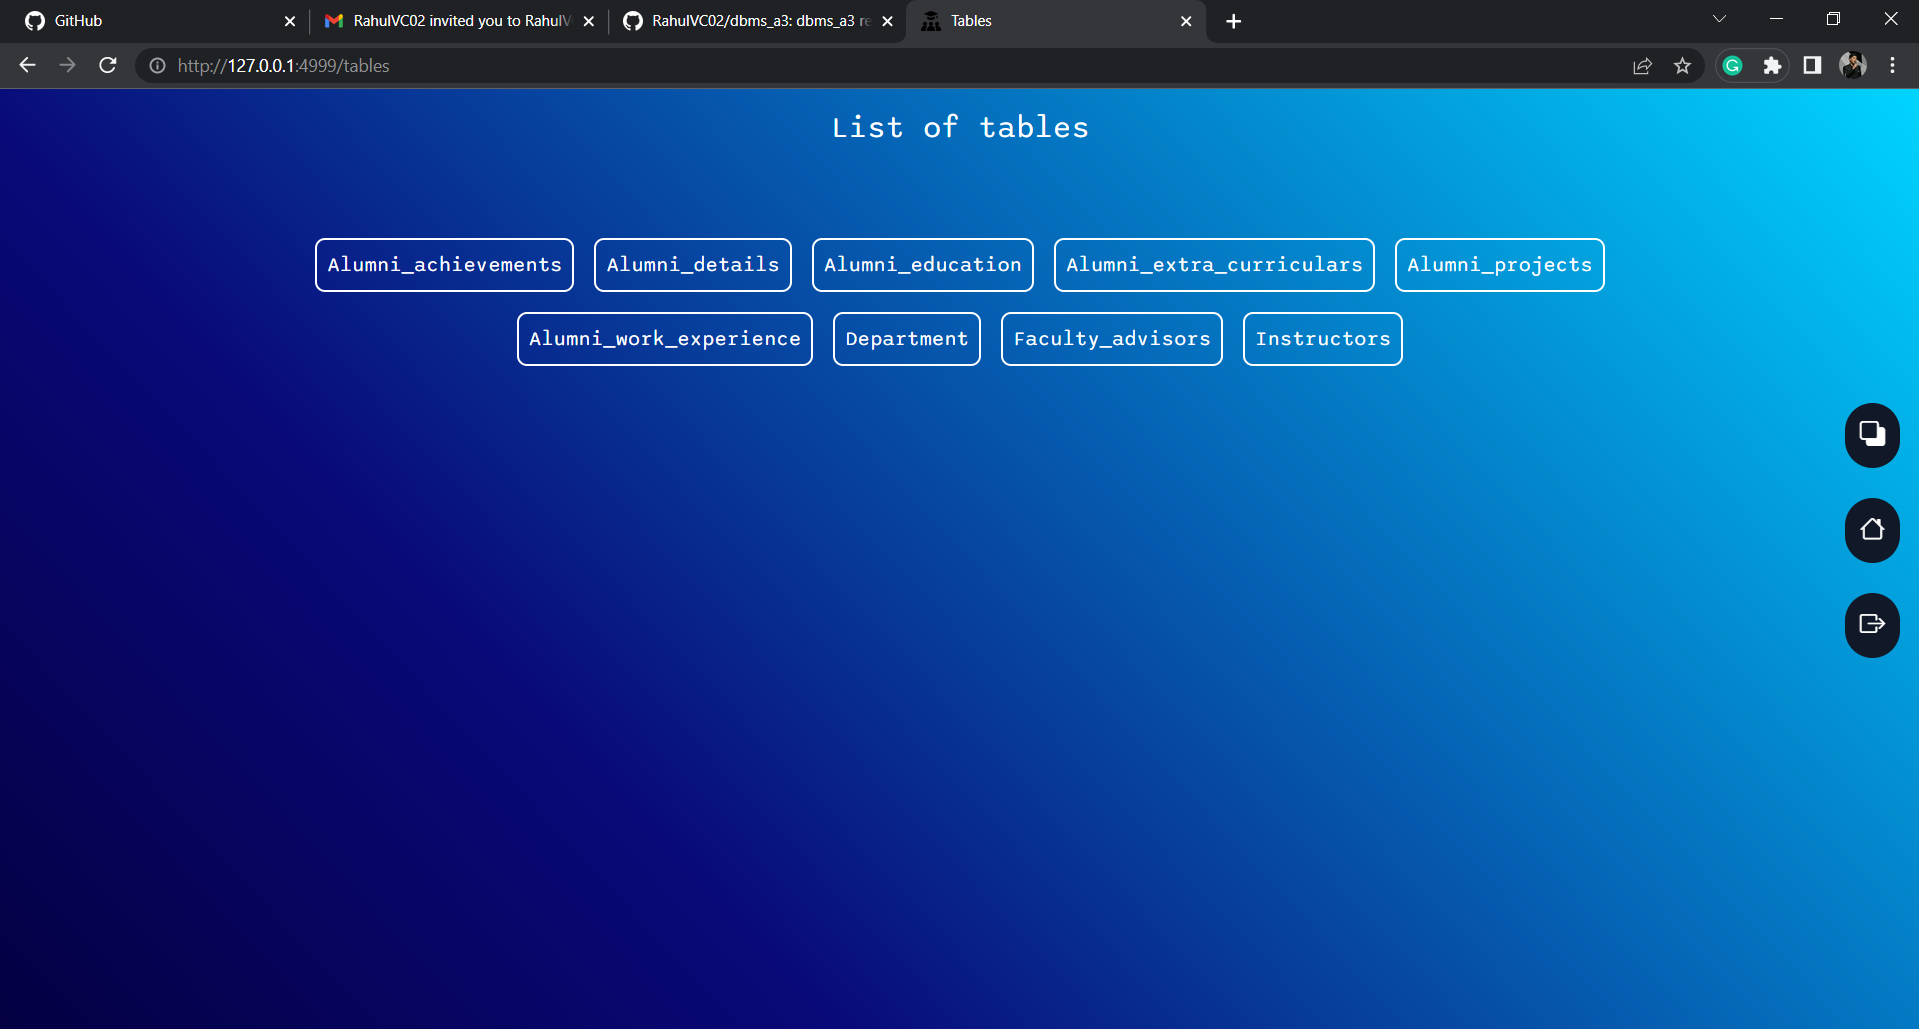 GitHub
RahulVC02 invited you to RahulV
RahulVC02/dbms_a3: dbms_a3 re
Tables
http://127.0.0.1:4999/tables
List of tables
Alumni_achievements Alumni_details Alumni_education Alumni_extra_curriculars Alumni_projects
Alumni_work_experience Department Faculty_advisors Instructors